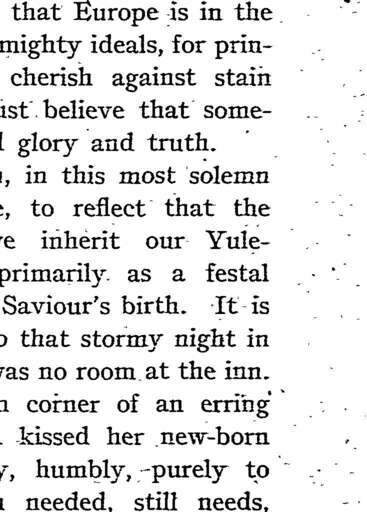 that Europe is in the
mighty ideals, for prin-
cherish against stain
believe that some-
glory and truth.
in this most solemn
to reflect that the
inherit our Yule-
primarily as a festal
Saviour's birth. It is
that stormy night in
was no room at the inn.
corner of an erring
kissed her new-born
humbly, purely to
needed, still needs,